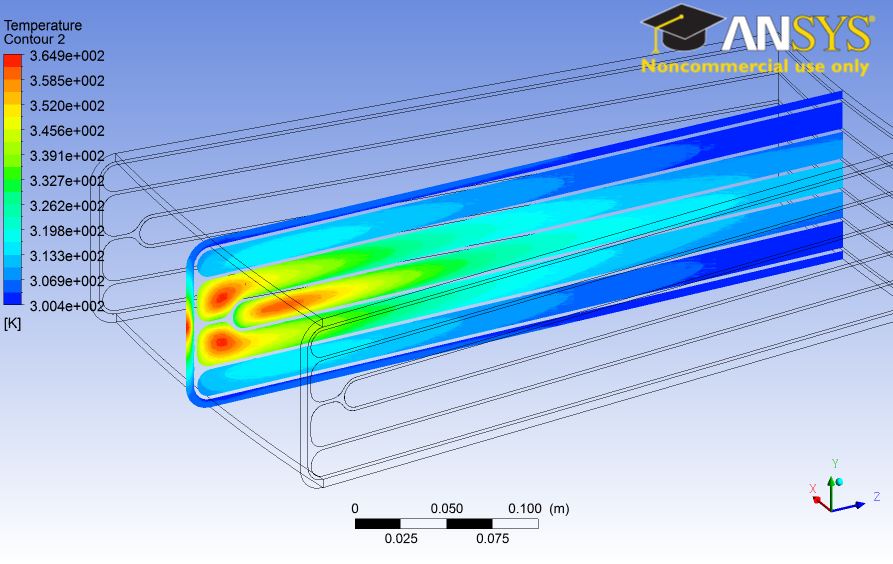 Temperature
Contour 2
3.649e+002
3.585e+002
3.520e+002
3.456e+002
3.391e+002
3.327e+002
3.262e+002
3.198e+002
3.133e+002
3.069e+002
3.004e+002
[K]
ANSYS®
Noncommercial use only
0 0.050 0.100 (m)
0.025 0.075
Y
X
Z